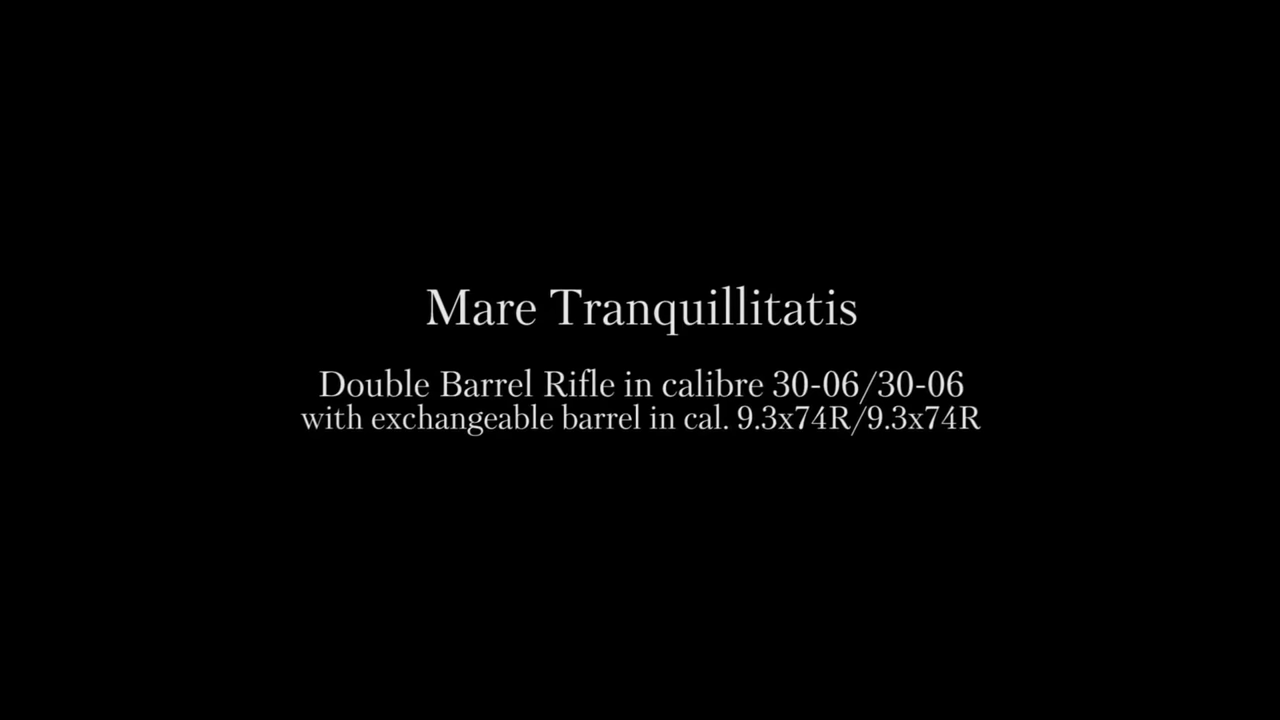 Mare Tranquillitatis
Double Barrel Rifle in calibre 30-06/30-06
with exchangeable barrel in cal. 9.3x74R/9.3x74R